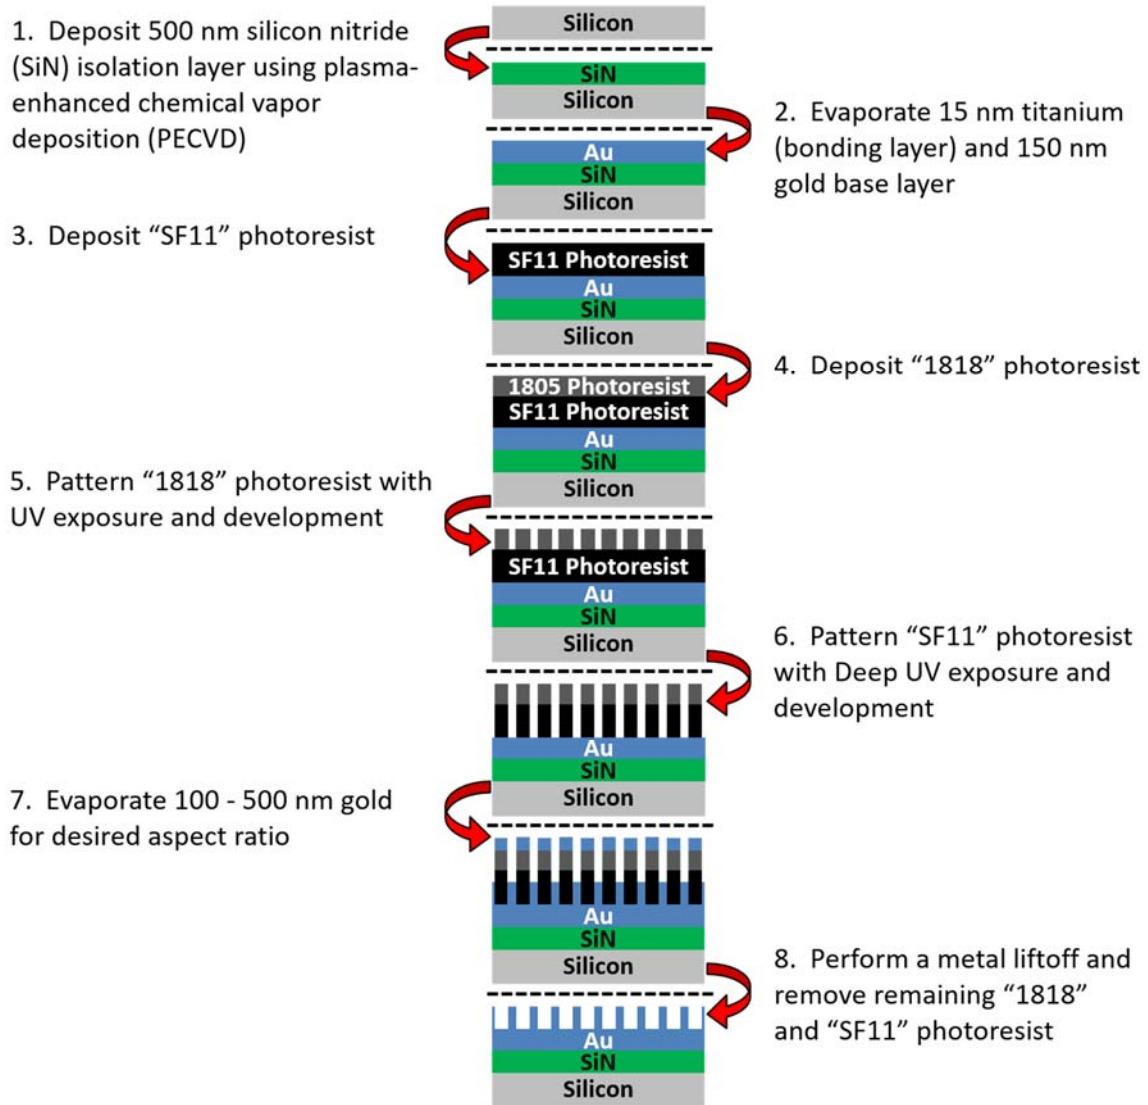 Silicon
1. Deposit 500 nm silicon nitride
(SiN) isolation layer using plasma-
enhanced chemical vapor
deposition (PECVD)
SiN
Silicon
2. Evaporate 15 nm titanium
(bonding layer) and 150 nm
gold base layer
Au
SiN
Silicon
3. Deposit “SF11” photoresist
SF11 Photoresist
Au
SiN
Silicon
4. Deposit “1818” photoresist
1805 Photoresist
SF11 Photoresist
Au
SiN
Silicon
5. Pattern “1818” photoresist with
UV exposure and development
SF11 Photoresist
Au
SiN
Silicon
6. Pattern “SF11” photoresist
with Deep UV exposure and
development
Au
SiN
Silicon
7. Evaporate 100 - 500 nm gold
for desired aspect ratio
Au
SiN
Silicon
8. Perform a metal liftoff and
remove remaining “1818”
and “SF11” photoresist
Au
SiN
Silicon